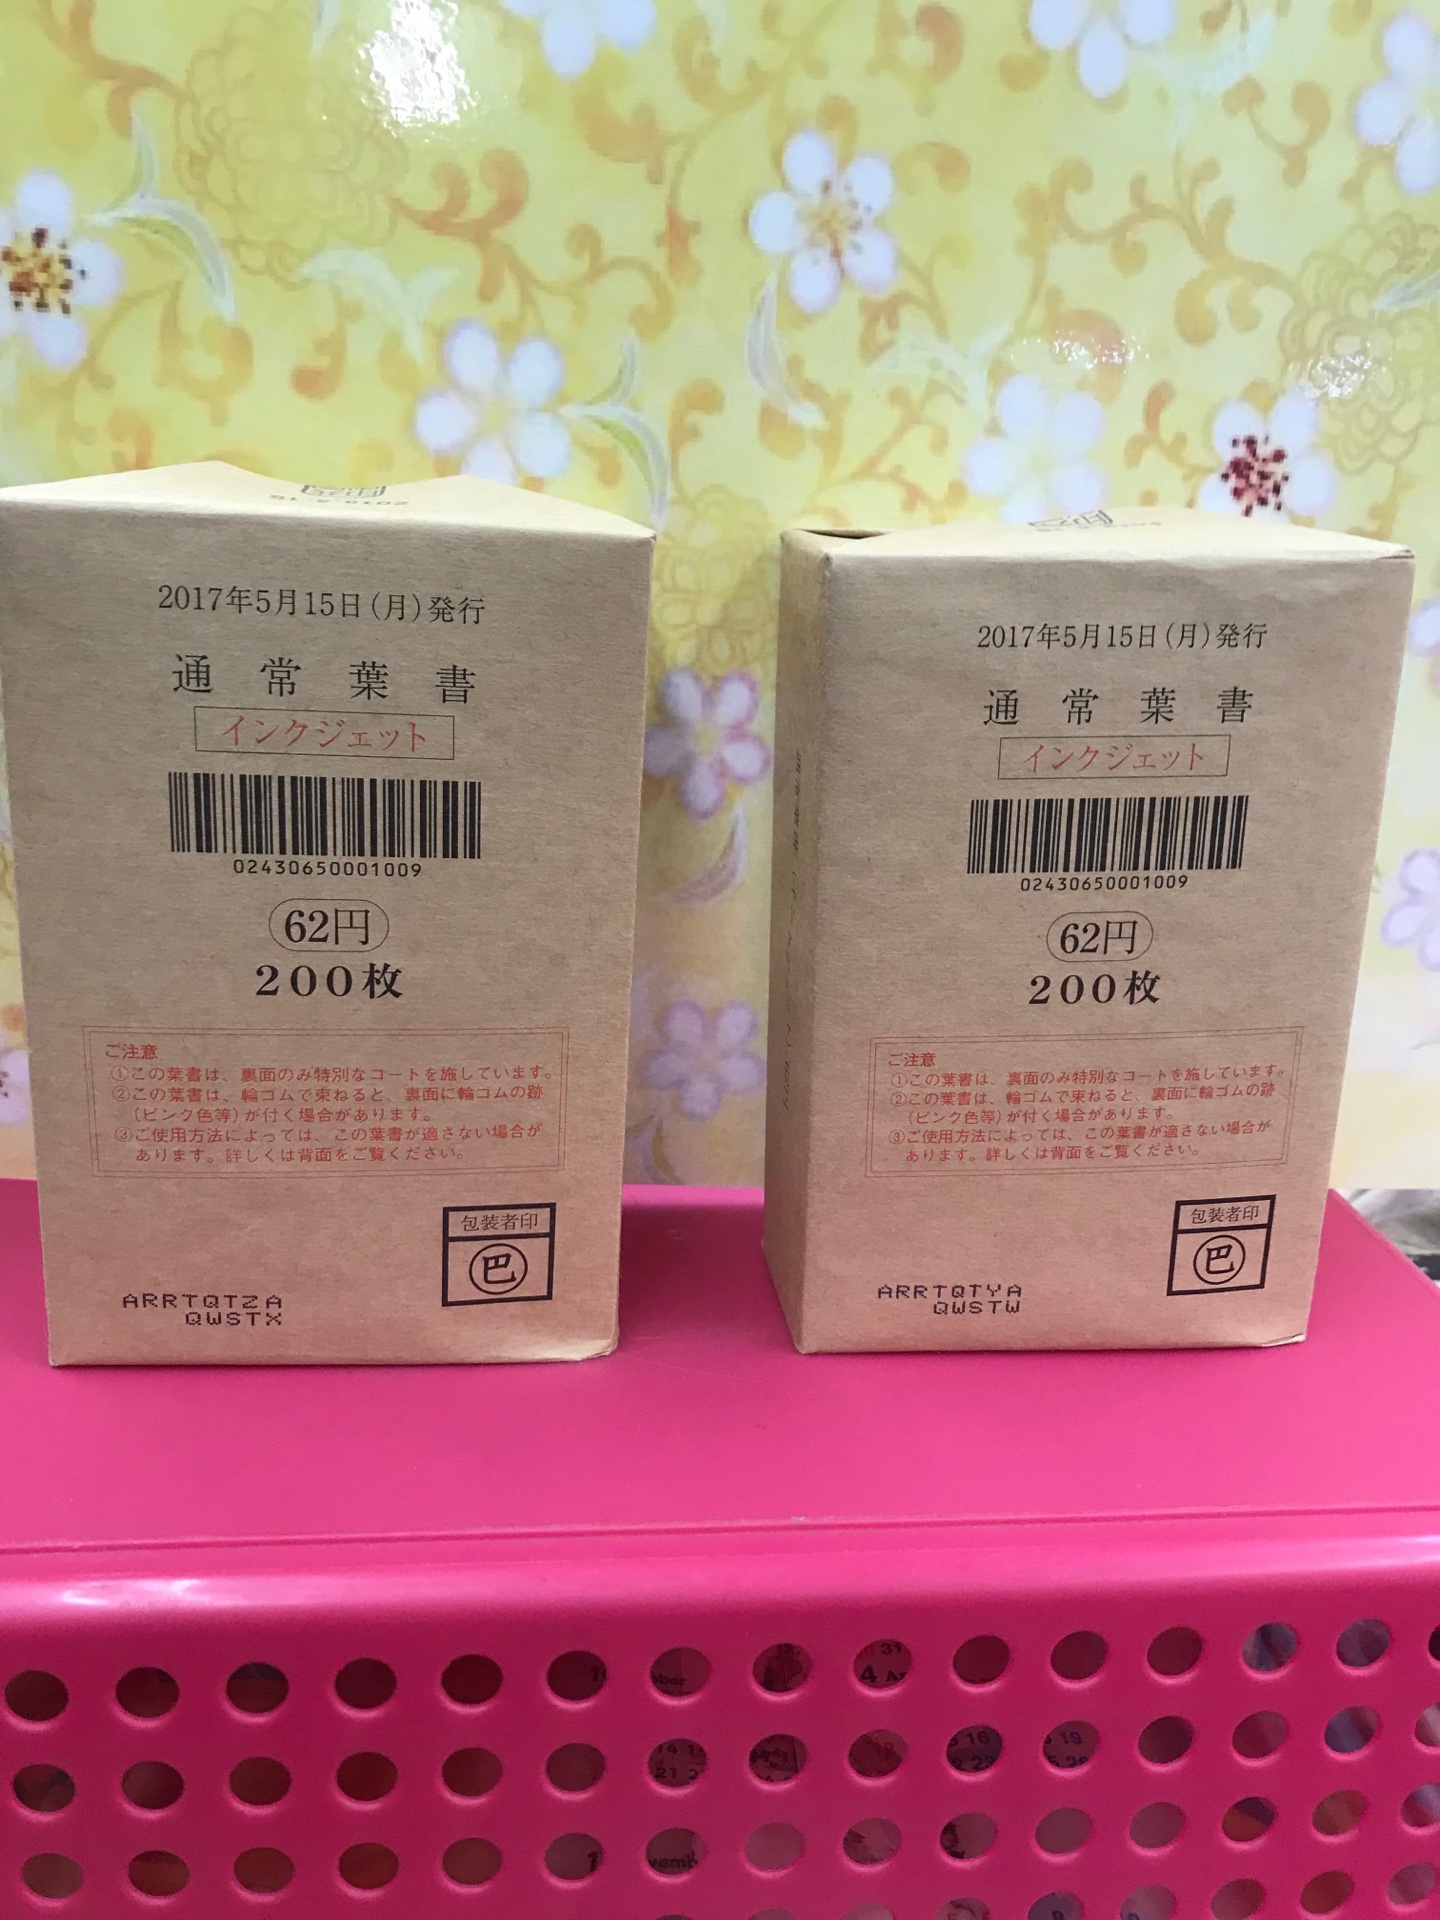 2017年5月15日(月)発行
通常葉書
インクジェット
02430650001009
62円
200枚
ご注意
①この葉書は、裏面のみ特別なコートを施しています。
②この葉書は、輪ゴムで束ねると、裏面に輪ゴムの跡
(ピンク色等)が付く場合があります。
③ご使用方法によっては、この葉書が適さない場合が
あります。詳しくは背面をご覧ください。
包装者印
巴
ARRTQTZA
QWSTX
2017年5月15日(月)発行
通常葉書
インクジェット
02430650001009
62円
200枚
ご注意
①この葉書は、裏面のみ特別なコートを施しています。
②この葉書は、輪ゴムで束ねると、裏面に輪ゴムの跡
(ピンク色等)が付く場合があります。
③ご使用方法によっては、この葉書が適さない場合が
あります。詳しくは背面をご覧ください。
包装者印
巴
ARRTQTYA
QWSTW